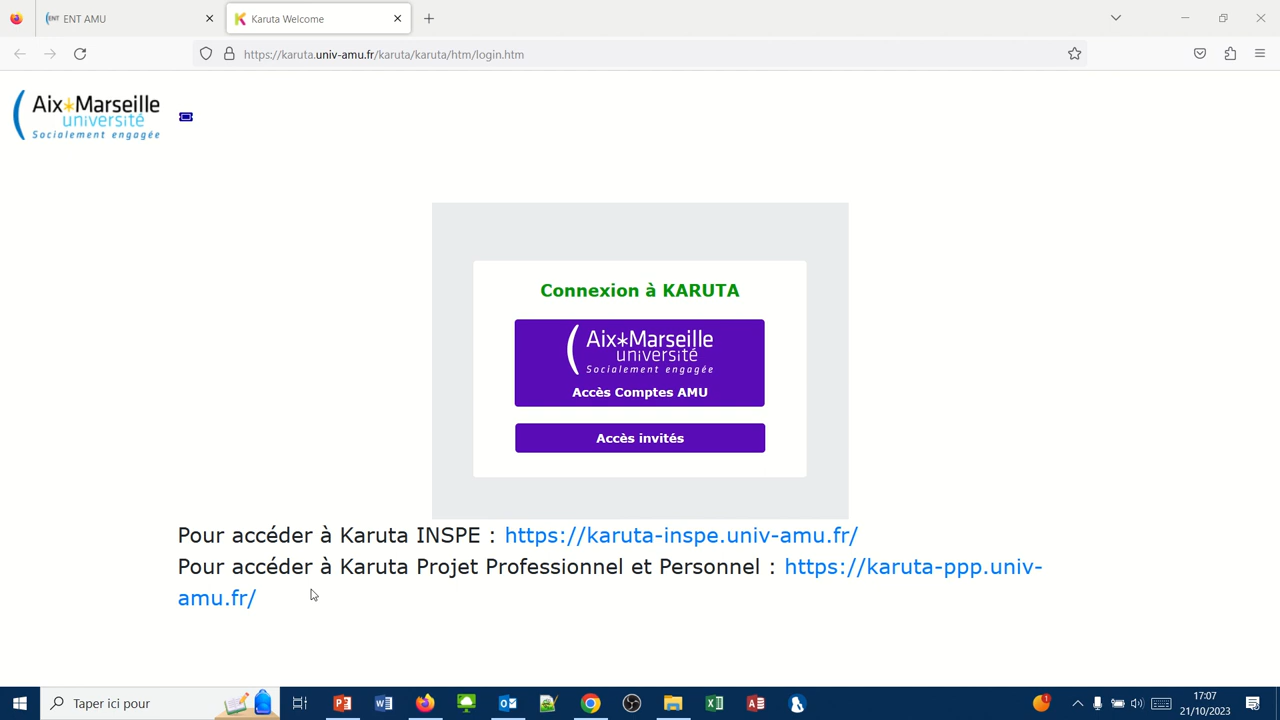 ENT
ENT AMU
Karuta Welcome
https://karuta.univ-amu.fr/karuta/karuta/htm/login.htm
Aix*Marseille
université
Socialement engagée
Connexion à KARUTA
Aix*Marseille
université
Socialement engagée
Accès Comptes AMU
Accès invités
Pour accéder à Karuta INSPE : https://karuta-inspe.univ-amu.fr/
Pour accéder à Karuta Projet Professionnel et Personnel : https://karuta-ppp.univ-
amu.fr/
Taper ici pour
17:07
21/10/2023